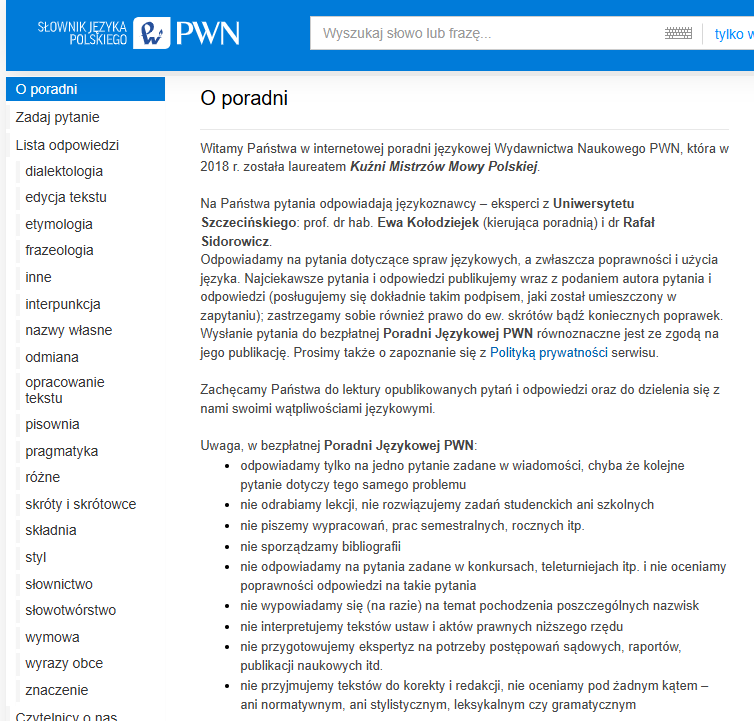 SŁOWNIK JĘZYKA
POLSKIEGO
PWN
Wyszukaj słowo lub frazę...
tylko w
O poradni
Zadaj pytanie
Lista odpowiedzi
dialektologia
edycja tekstu
etymologia
frazeologia
inne
interpunkcja
nazwy własne
odmiana
opracowanie
tekstu
pisownia
pragmatyka
różne
skróty i skrótowce
składnia
styl
słownictwo
słowotwórstwo
wymowa
wyrazy obce
znaczenie
Czytelnicy o nas
O poradni
Witamy Państwa w internetowej poradni językowej Wydawnictwa Naukowego PWN, która w
2018 r. została laureatem Kuźni Mistrzów Mowy Polskiej.
Na Państwa pytania odpowiadają językoznawcy – eksperci z Uniwersytetu
Szczecińskiego: prof. dr hab. Ewa Kołodziejek (kierująca poradnią) i dr Rafał
Sidorowicz.
Odpowiadamy na pytania dotyczące spraw językowych, a zwłaszcza poprawności i użycia
języka. Najciekawsze pytania i odpowiedzi publikujemy wraz z podaniem autora pytania i
odpowiedzi (posługujemy się dokładnie takim podpisem, jaki został umieszczony w
zapytaniu); zastrzegamy sobie również prawo do ew. skrótów bądź koniecznych poprawek.
Wysłanie pytania do bezpłatnej Poradni Językowej PWN równoznaczne jest ze zgodą na
jego publikację. Prosimy także o zapoznanie się z Polityką prywatności serwisu.
Zachęcamy Państwa do lektury opublikowanych pytań i odpowiedzi oraz do dzielenia się z
nami swoimi wątpliwościami językowymi.
Uwaga, w bezpłatnej Poradni Językowej PWN:
• odpowiadamy tylko na jedno pytanie zadane w wiadomości, chyba że kolejne
pytanie dotyczy tego samego problemu
• nie odrabiamy lekcji, nie rozwiązujemy zadań studenckich ani szkolnych
• nie piszemy wypracowań, prac semestralnych, rocznych itp.
• nie sporządzamy bibliografii
• nie odpowiadamy na pytania zadane w konkursach, teleturniejach itp. i nie oceniamy
poprawności odpowiedzi na takie pytania
• nie wypowiadamy się (na razie) na temat pochodzenia poszczególnych nazwisk
• nie interpretujemy tekstów ustaw i aktów prawnych niższego rzędu
• nie przygotowujemy ekspertyz na potrzeby postępowań sądowych, raportów,
publikacji naukowych itd.
• nie przyjmujemy tekstów do korekty i redakcji, nie oceniamy pod żadnym kątem –
ani normatywnym, ani stylistycznym, leksykalnym czy gramatycznym